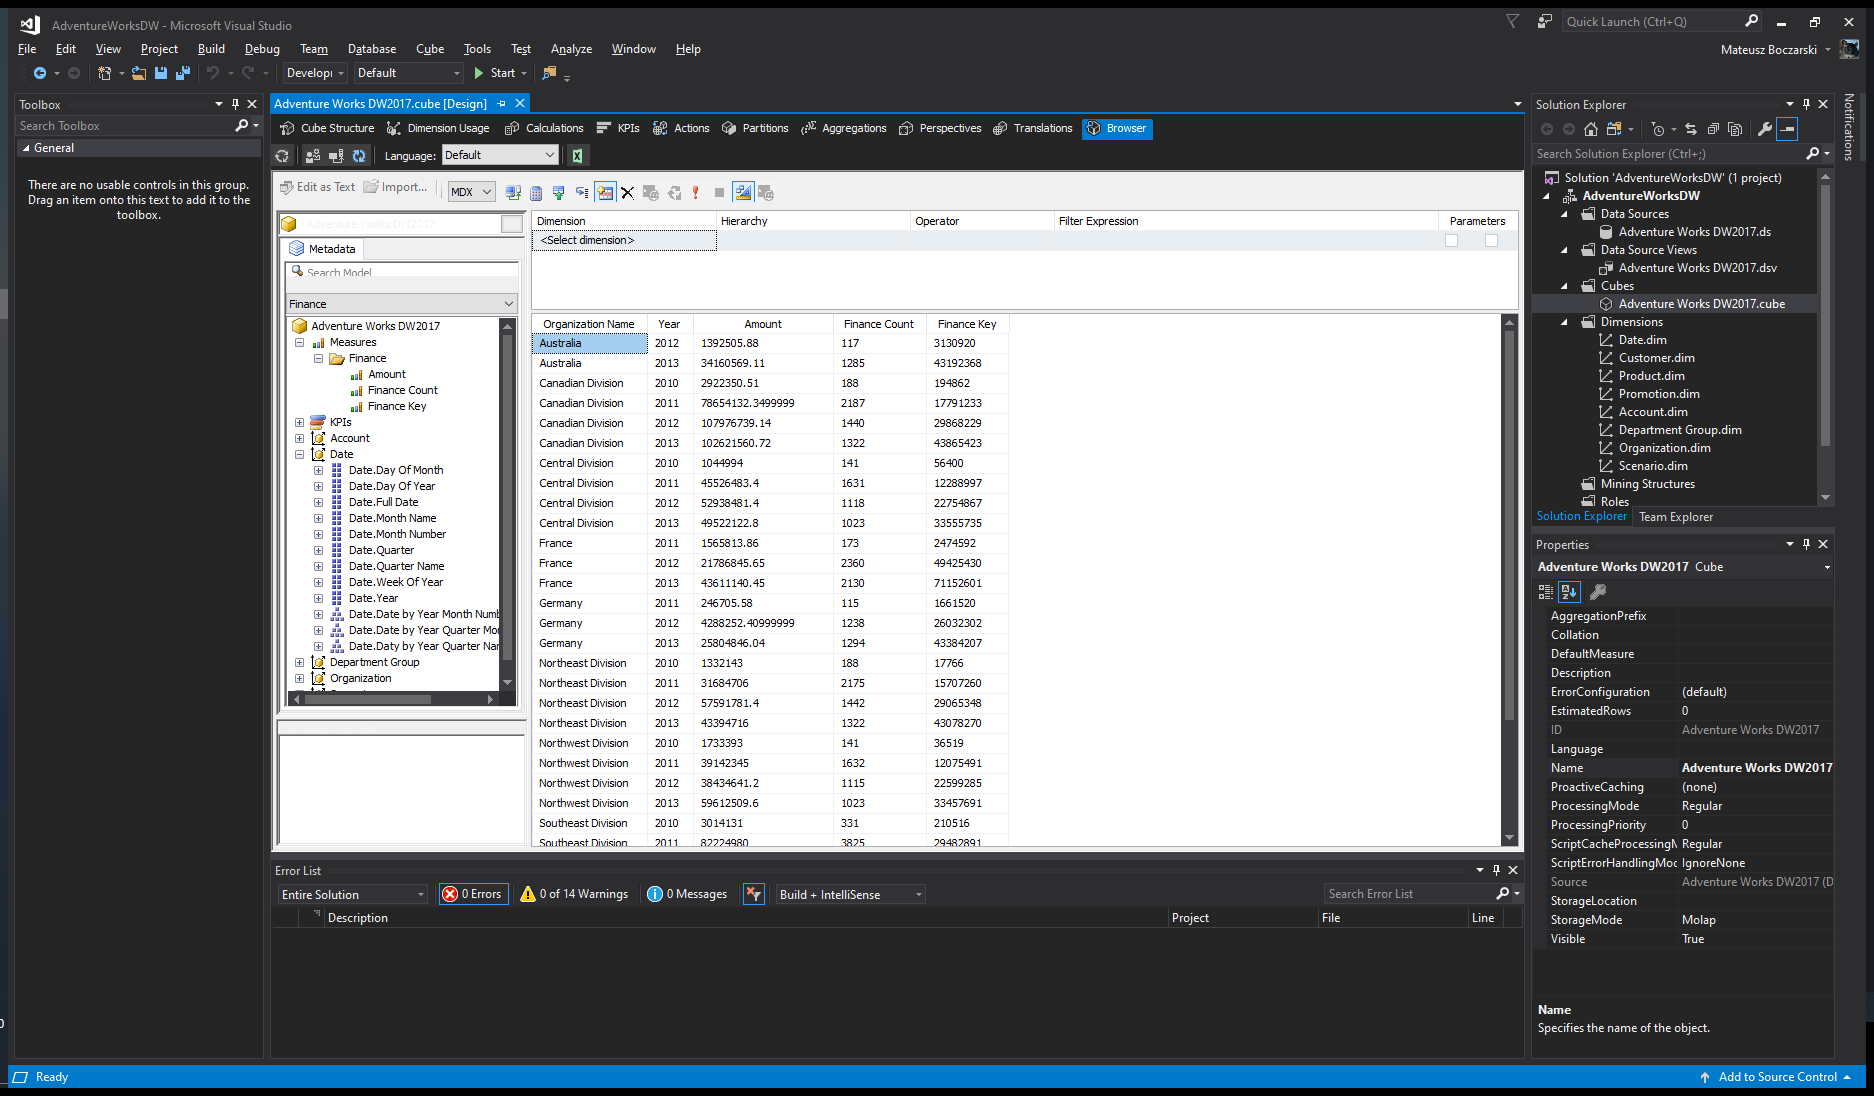 AdventureWorksDW - Microsoft Visual Studio
Quick Launch (Ctrl+Q)
File Edit View Project Build Debug Team Database Cube Tools Test Analyze Window Help
Mateusz Boczarski
Developi Default Start
Toolbox
Search Toolbox
General
There are no usable controls in this group.
Drag an item onto this text to add it to the
toolbox.
Adventure Works DW2017.cube [Design]
Cube Structure Dimension Usage Calculations KPIs Actions Partitions Aggregations Perspectives Translations Browser
Language: Default
Edit as Text Import... MDX
Adventure Works DW2017
Metadata
Search Model
Finance
Adventure Works DW2017
Measures
Finance
Amount
Finance Count
Finance Key
KPIs
Account
Date
Date.Day Of Month
Date.Day Of Year
Date.Full Date
Date.Month Name
Date.Month Number
Date.Quarter
Date.Quarter Name
Date.Week Of Year
Date.Year
Date.Date by Year Month Numb
Date.Date by Year Quarter Mor
Date.Daty by Year Quarter Nar
Department Group
Organization
Dimension Hierarchy Operator Filter Expression Parameters
<Select dimension>
Organization Name Year Amount Finance Count Finance Key
Australia 2012 1392505.88 117 3130920
Australia 2013 34160569.11 1285 43192368
Canadian Division 2010 2922350.51 188 194862
Canadian Division 2011 78654132.3499999 2187 17791233
Canadian Division 2012 107976739.14 1440 29868229
Canadian Division 2013 102621560.72 1322 43865423
Central Division 2010 1044994 141 56400
Central Division 2011 45526483.4 1631 12288997
Central Division 2012 52938481.4 1118 22754867
Central Division 2013 49522122.8 1023 33555735
France 2011 1565813.86 173 2474592
France 2012 21786845.65 2360 49425430
France 2013 43611140.45 2130 71152601
Germany 2011 246705.58 115 1661520
Germany 2012 4288252.40999999 1238 26032302
Germany 2013 25804846.04 1294 43384207
Northeast Division 2010 1332143 188 17766
Northeast Division 2011 31684706 2175 15707260
Northeast Division 2012 57591781.4 1442 29065348
Northeast Division 2013 43394716 1322 43078270
Northwest Division 2010 1733393 141 36519
Northwest Division 2011 39142345 1632 12075491
Northwest Division 2012 38434641.2 1115 22599285
Northwest Division 2013 59612509.6 1023 33457691
Southeast Division 2010 3014131 331 210516
Southeast Division 2011 82224980 3825 29482891
Error List
Entire Solution 0 Errors 0 of 14 Warnings 0 Messages Build + IntelliSense Search Error List
Description Project File Line
Solution Explorer
Search Solution Explorer (Ctrl+;)
Solution 'AdventureWorksDW' (1 project)
AdventureWorksDW
Data Sources
Adventure Works DW2017.ds
Data Source Views
Adventure Works DW2017.dsv
Cubes
Adventure Works DW2017.cube
Dimensions
Date.dim
Customer.dim
Product.dim
Promotion.dim
Account.dim
Department Group.dim
Organization.dim
Scenario.dim
Mining Structures
Roles
Solution Explorer Team Explorer
Notifications
Properties
Adventure Works DW2017 Cube
AggregationPrefix
Collation
DefaultMeasure
Description
ErrorConfiguration (default)
EstimatedRows 0
ID Adventure Works DW2017
Language
Name Adventure Works DW2017
ProactiveCaching (none)
ProcessingMode Regular
ProcessingPriority 0
ScriptCacheProcessingM Regular
ScriptErrorHandlingMoc IgnoreNone
Source Adventure Works DW2017 (D
StorageLocation
StorageMode Molap
Visible True
Name
Specifies the name of the object.
Ready
Add to Source Control